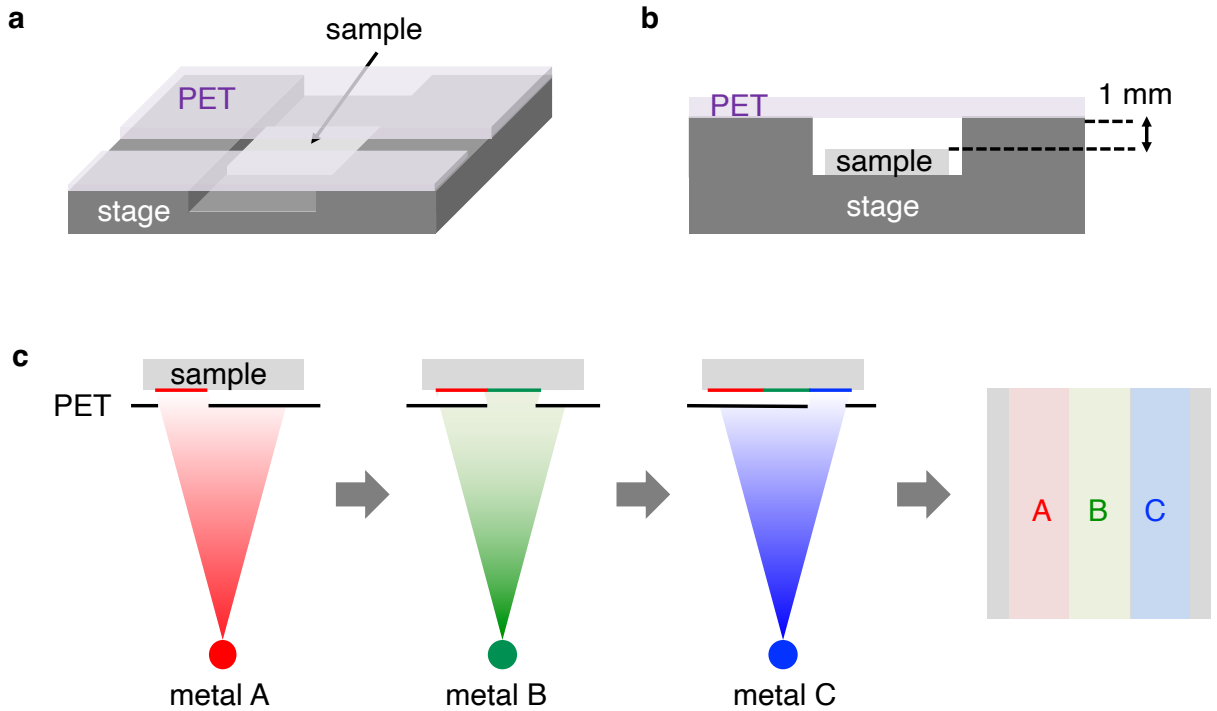 a
sample
PET
stage
b
PET
1 mm
sample
stage
c
sample
PET
metal A
metal B
metal C
A B C